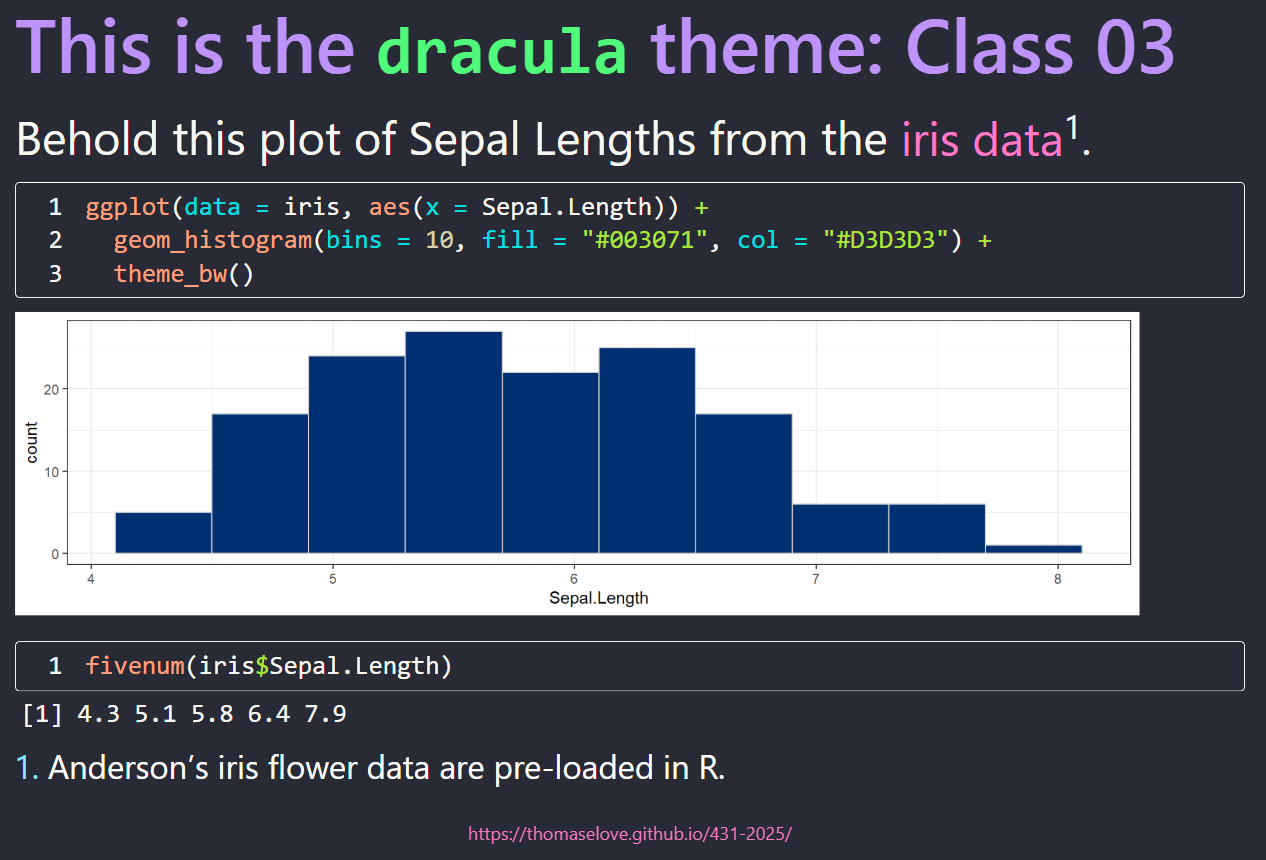 This is the dracula theme: Class 03
Behold this plot of Sepal Lengths from the iris data1.
1 ggplot(data = iris, aes(x = Sepal.Length)) +
2   geom_histogram(bins = 10, fill = "#003071", col = "#D3D3D3") +
3   theme_bw()
20
10
0
count
4 5 6 7 8
Sepal.Length
1 fivenum(iris$Sepal.Length)
[1] 4.3 5.1 5.8 6.4 7.9
1. Anderson’s iris flower data are pre-loaded in R.
https://thomaselove.github.io/431-2025/